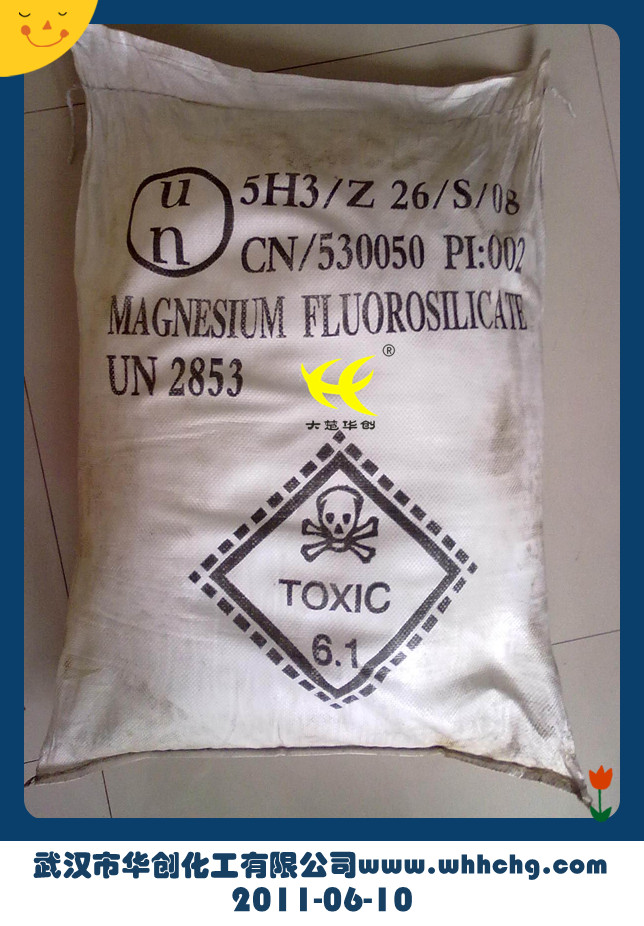 un
5H3/Z 26/S/08
CN/530050 PI:002
MAGNESIUM FLUOROSILICATE
UN 2853
®
大楚华创
TOXIC
6.1
武汉市华创化工有限公司www.whhchg.com
2011-06-10